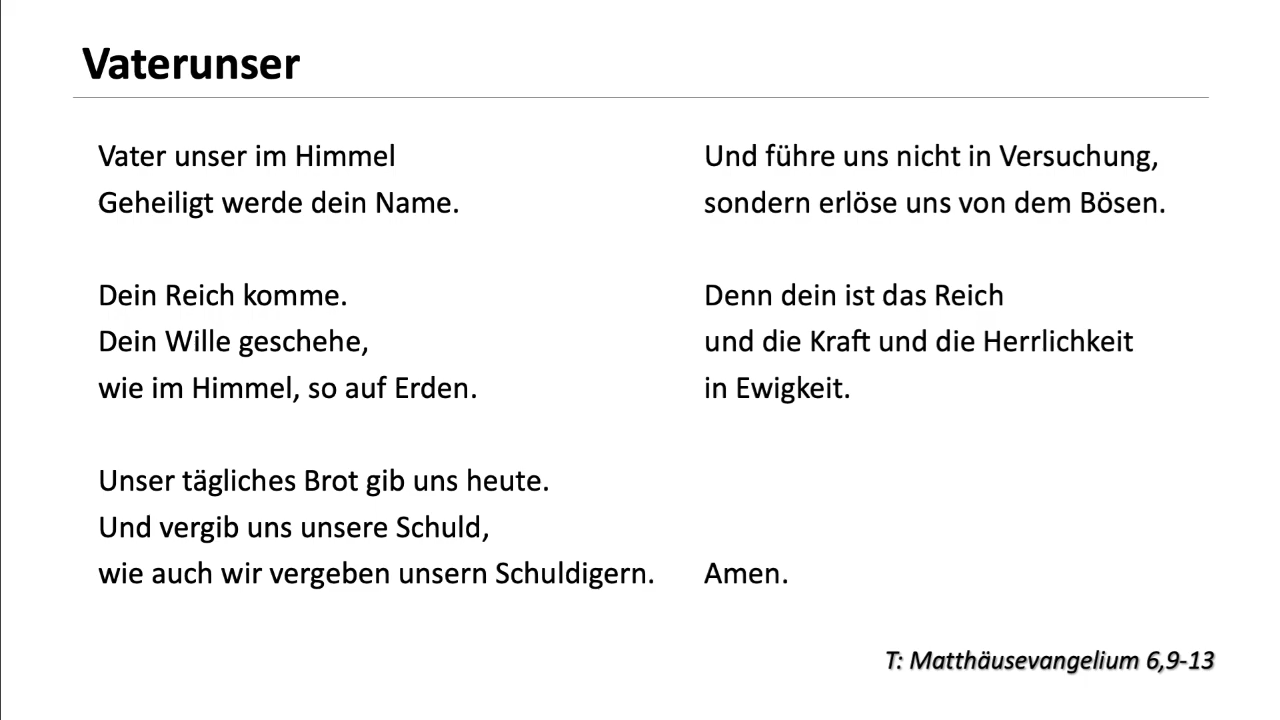 Vaterunser
Vater unser im Himmel
Geheiligt werde dein Name.
Dein Reich komme.
Dein Wille geschehe,
wie im Himmel, so auf Erden.
Unser tägliches Brot gib uns heute.
Und vergib uns unsere Schuld,
wie auch wir vergeben unsern Schuldigern.
Und führe uns nicht in Versuchung,
sondern erlöse uns von dem Bösen.
Denn dein ist das Reich
und die Kraft und die Herrlichkeit
in Ewigkeit.
Amen.
T: Matthäusevangelium 6,9-13